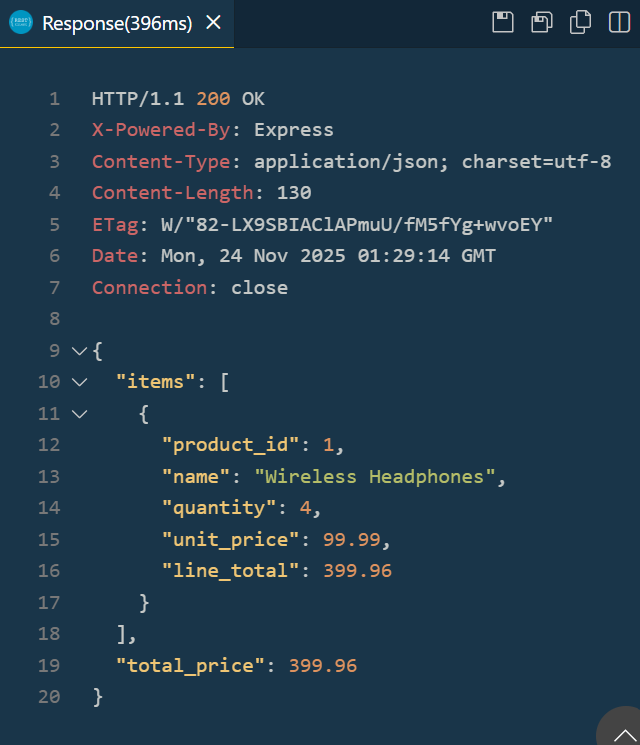 Response(396ms)
1 HTTP/1.1 200 OK
2 X-Powered-By: Express
3 Content-Type: application/json; charset=utf-8
4 Content-Length: 130
5 ETag: W/"82-LX9SBIAClAPmuU/fM5fYg+wvoEY"
6 Date: Mon, 24 Nov 2025 01:29:14 GMT
7 Connection: close
8
9 {
10 "items": [
11 {
12 "product_id": 1,
13 "name": "Wireless Headphones",
14 "quantity": 4,
15 "unit_price": 99.99,
16 "line_total": 399.96
17 }
18 ],
19 "total_price": 399.96
20 }